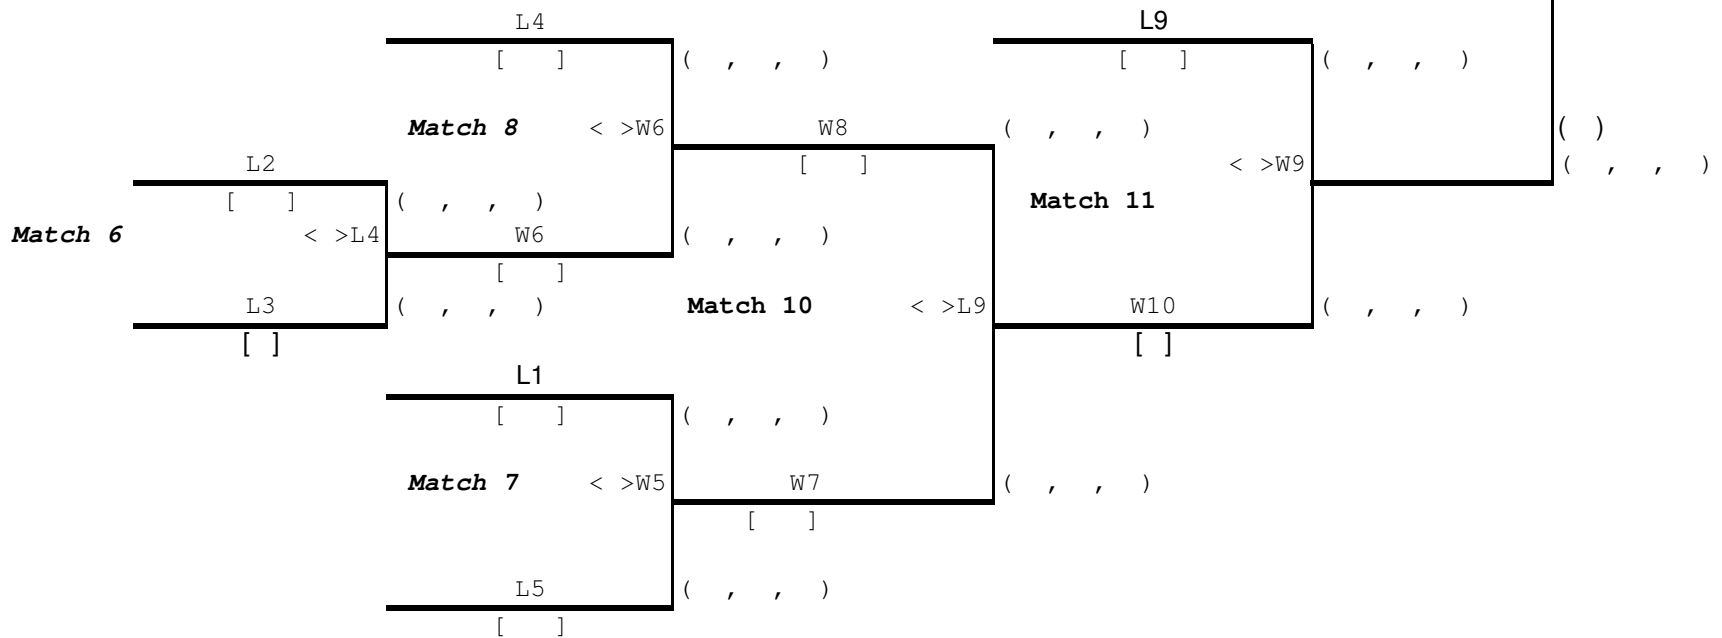 L4 L9
[ ] ( , , ) [ ] ( , , )
Match 8 < >W6 W8 ( , , ) ( )
L2 [ ] < >W9 ( , , )
[ ] ( , , ) Match 11
Match 6 < >L4 W6 ( , , )
[ ]
L3 ( , , ) Match 10 < >L9 W10 ( , , )
[ ] [ ]
L1
[ ] ( , , )
Match 7 < >W5 W7 ( , , )
[ ]
L5 ( , , )
[ ]